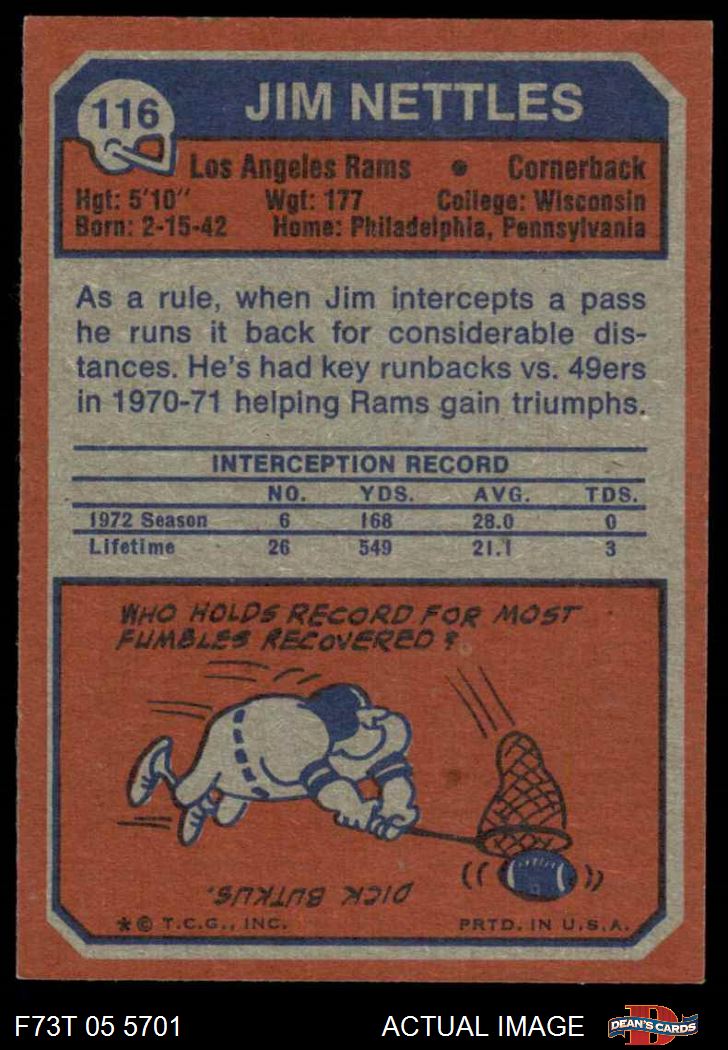 116
JIM NETTLES
Los Angeles Rams • Cornerback
Hgt: 5'10" Wgt: 177 College: Wisconsin
Born: 2-15-42 Home: Philadelphia, Pennsylvania
As a rule, when Jim intercepts a pass
he runs it back for considerable dis-
tances. He's had key runbacks vs. 49ers
in 1970-71 helping Rams gain triumphs.
INTERCEPTION RECORD
NO. YDS. AVG. TDS.
1972 Season 6 168 28.0 0
Lifetime 26 549 21.1 3
WHO HOLDS RECORD FOR MOST
FUMBLES RECOVERED?
DICK BUTKUS.
*© T.C.G., INC. PRTD. IN U.S.A.
F73T 05 5701 ACTUAL IMAGE D DEAN'S CARDS